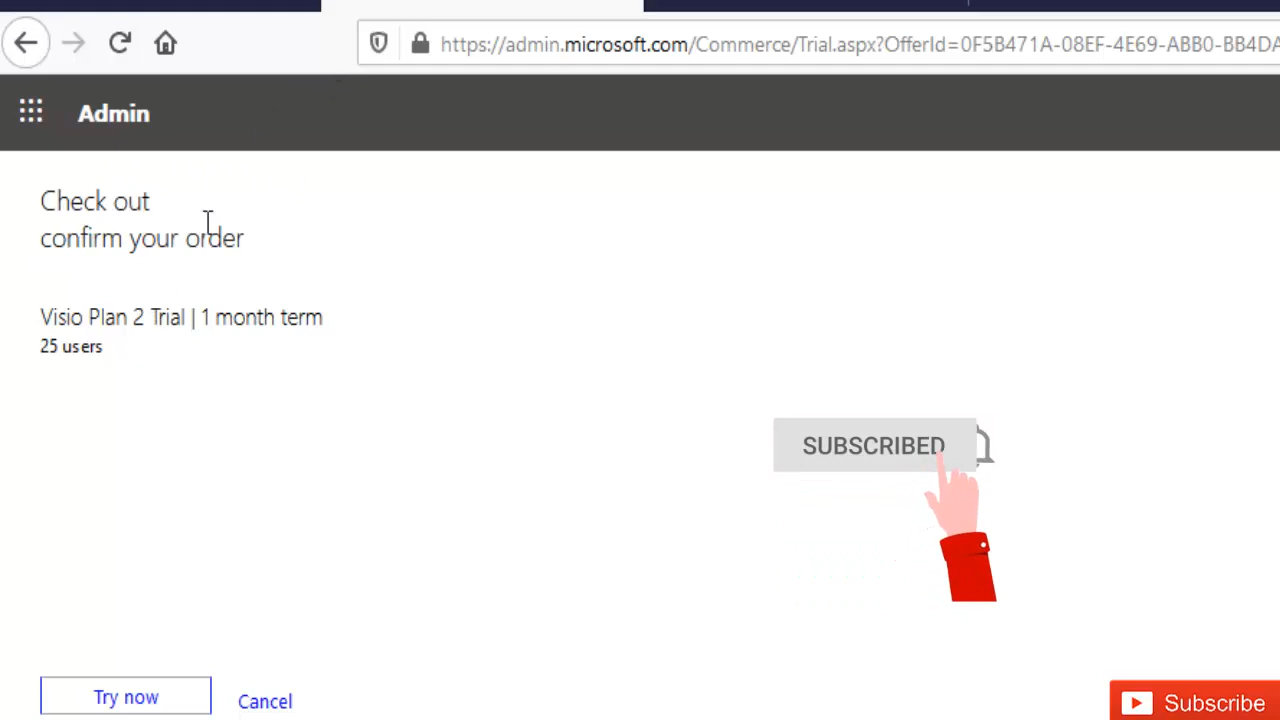 https://admin.microsoft.com/Commerce/Trial.aspx?OfferId=0F5B471A-08EF-4E69-ABB0-BB4DA
Admin
Check out
confirm your order
Visio Plan 2 Trial | 1 month term
25 users
SUBSCRIBED
Try now
Cancel
Subscribe